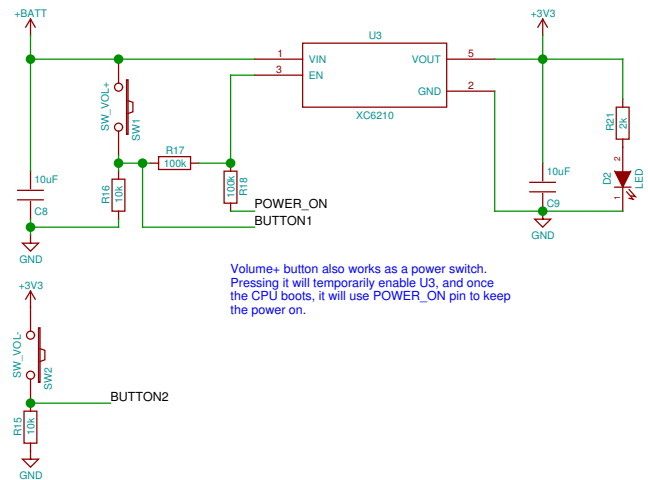 +BATT
+3V3
U3
1
VIN
VOUT
5
3
EN
GND
2
XC6210
SW_VOL+
SW1
R17
100k
R16
10k
100k
R18
POWER_ON
BUTTON1
10uF
C8
GND
10uF
C9
GND
R21
2k
2
D2
LED
1
Volume+ button also works as a power switch.
Pressing it will temporarily enable U3, and once
the CPU boots, it will use POWER_ON pin to keep
the power on.
+3V3
SW_VOL-
SW2
BUTTON2
R15
10k
GND